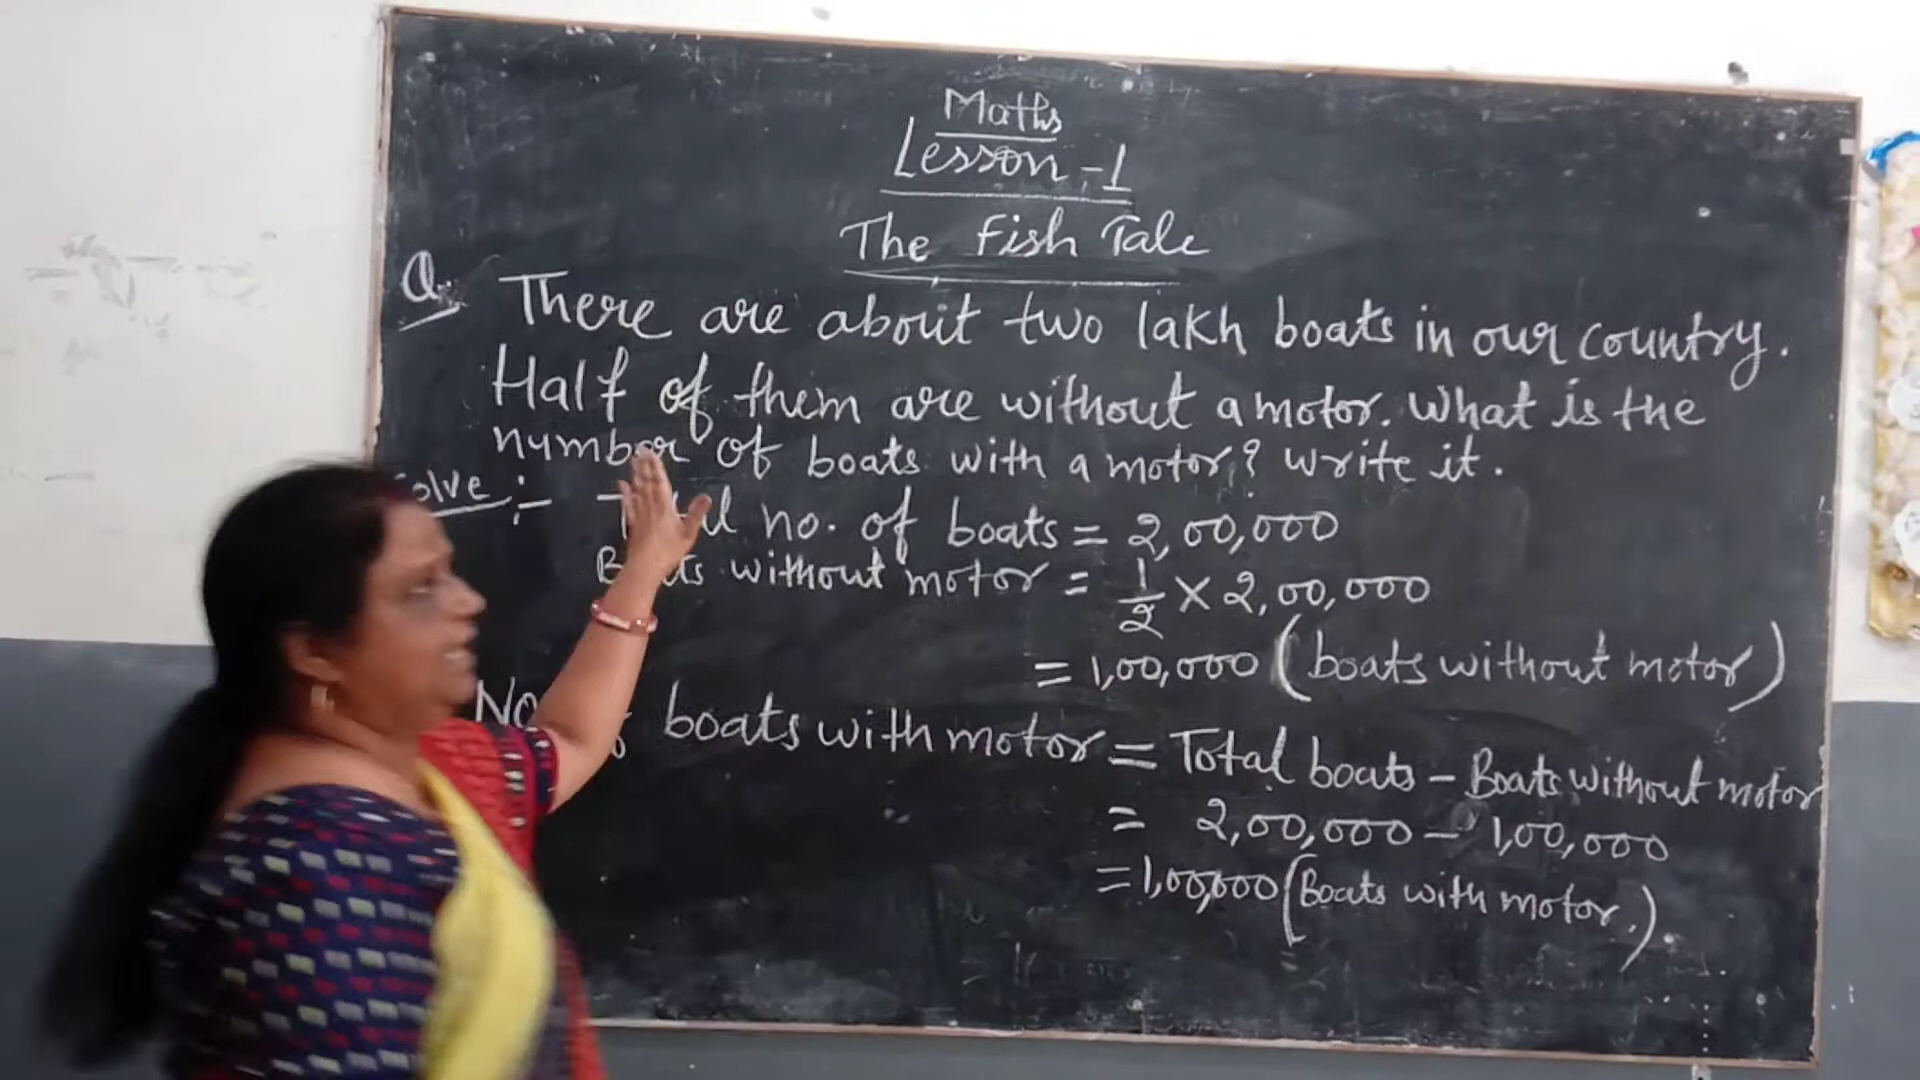 Maths
Lesson-1
The Fish Tale
Q. There are about two lakh boats in our country.
Half of them are without a motor. What is the
number of boats with a motor? Write it.
Solve :- Total no. of boats = 2,00,000
Boats without motor = 1/2 × 2,00,000
= 1,00,000 (boats without motor)
No. boats with motor = Total boats - Boats without motor
= 2,00,000 - 1,00,000
= 1,00,000 (Boats with motor.)